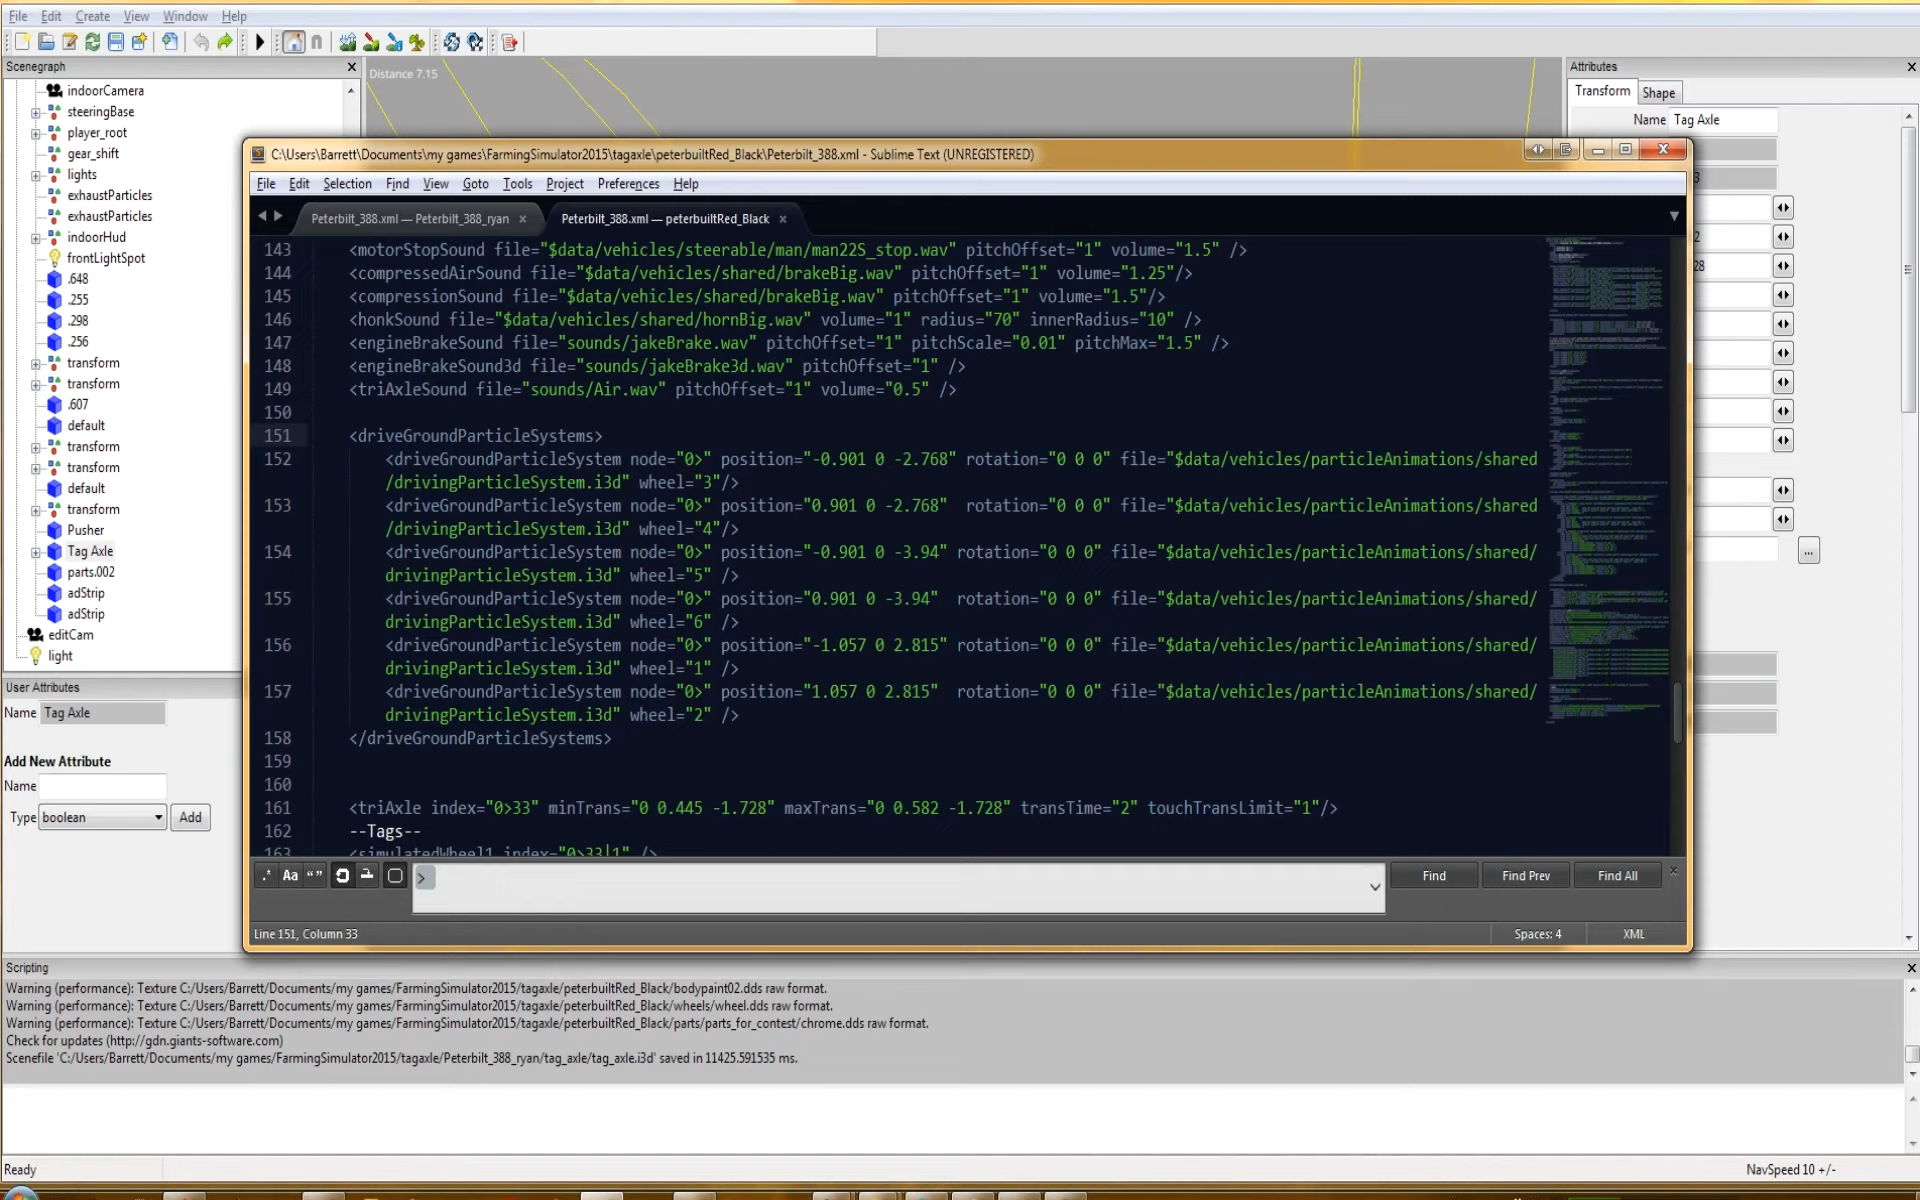 File Edit Create View Window Help
Scenegraph
indoorCamera
steeringBase
player_root
gear_shift
lights
exhaustParticles
exhaustParticles
indoorHud
frontLightSpot
.648
.255
.298
.256
transform
transform
.607
default
transform
transform
default
transform
Pusher
Tag Axle
parts.002
adStrip
adStrip
editCam
light
User Attributes
Name Tag Axle
Add New Attribute
Name
Type boolean Add
Distance 7.15
C:\Users\Barrett\Documents\my games\FarmingSimulator2015\tagaxle\peterbuiltRed_Black\Peterbilt_388.xml - Sublime Text (UNREGISTERED)
File Edit Selection Find View Goto Tools Project Preferences Help
Peterbilt_388.xml — Peterbilt_388_ryan × Peterbilt_388.xml — peterbuiltRed_Black ×
143 <motorStopSound file="$data/vehicles/steerable/man/man22S_stop.wav" pitchOffset="1" volume="1.5" />
144 <compressedAirSound file="$data/vehicles/shared/brakeBig.wav" pitchOffset="1" volume="1.25"/>
145 <compressionSound file="$data/vehicles/shared/brakeBig.wav" pitchOffset="1" volume="1.5"/>
146 <honkSound file="$data/vehicles/shared/hornBig.wav" volume="1" radius="70" innerRadius="10" />
147 <engineBrakeSound file="sounds/jakeBrake.wav" pitchOffset="1" pitchScale="0.01" pitchMax="1.5" />
148 <engineBrakeSound3d file="sounds/jakeBrake3d.wav" pitchOffset="1" />
149 <triAxleSound file="sounds/Air.wav" pitchOffset="1" volume="0.5" />
150
151 <driveGroundParticleSystems>
152 <driveGroundParticleSystem node="0>" position="-0.901 0 -2.768" rotation="0 0 0" file="$data/vehicles/particleAnimations/shared
/drivingParticleSystem.i3d" wheel="3"/>
153 <driveGroundParticleSystem node="0>" position="0.901 0 -2.768"  rotation="0 0 0" file="$data/vehicles/particleAnimations/shared
/drivingParticleSystem.i3d" wheel="4"/>
154 <driveGroundParticleSystem node="0>" position="-0.901 0 -3.94" rotation="0 0 0" file="$data/vehicles/particleAnimations/shared/
drivingParticleSystem.i3d" wheel="5" />
155 <driveGroundParticleSystem node="0>" position="0.901 0 -3.94"  rotation="0 0 0" file="$data/vehicles/particleAnimations/shared/
drivingParticleSystem.i3d" wheel="6" />
156 <driveGroundParticleSystem node="0>" position="-1.057 0 2.815" rotation="0 0 0" file="$data/vehicles/particleAnimations/shared/
drivingParticleSystem.i3d" wheel="1" />
157 <driveGroundParticleSystem node="0>" position="1.057 0 2.815"  rotation="0 0 0" file="$data/vehicles/particleAnimations/shared/
drivingParticleSystem.i3d" wheel="2" />
158 </driveGroundParticleSystems>
159
160
161 <triAxle index="0>33" minTrans="0 0.445 -1.728" maxTrans="0 0.582 -1.728" transTime="2" touchTransLimit="1"/>
162 --Tags--
163 <simulatedWheel1 index="0>33|1" />
.* Aa “” > Find Find Prev Find All
Line 151, Column 33 Spaces: 4 XML
Attributes
Transform Shape
Name Tag Axle
3
2
28
...
Scripting
Warning (performance): Texture C:/Users/Barrett/Documents/my games/FarmingSimulator2015/tagaxle/peterbuiltRed_Black/bodypaint02.dds raw format.
Warning (performance): Texture C:/Users/Barrett/Documents/my games/FarmingSimulator2015/tagaxle/peterbuiltRed_Black/wheels/wheel.dds raw format.
Warning (performance): Texture C:/Users/Barrett/Documents/my games/FarmingSimulator2015/tagaxle/peterbuiltRed_Black/parts/parts_for_contest/chrome.dds raw format.
Check for updates (http://gdn.giants-software.com)
Scenefile 'C:/Users/Barrett/Documents/my games/FarmingSimulator2015/tagaxle/Peterbilt_388_ryan/tag_axle/tag_axle.i3d' saved in 11425.591535 ms.
Ready NavSpeed 10 +/-